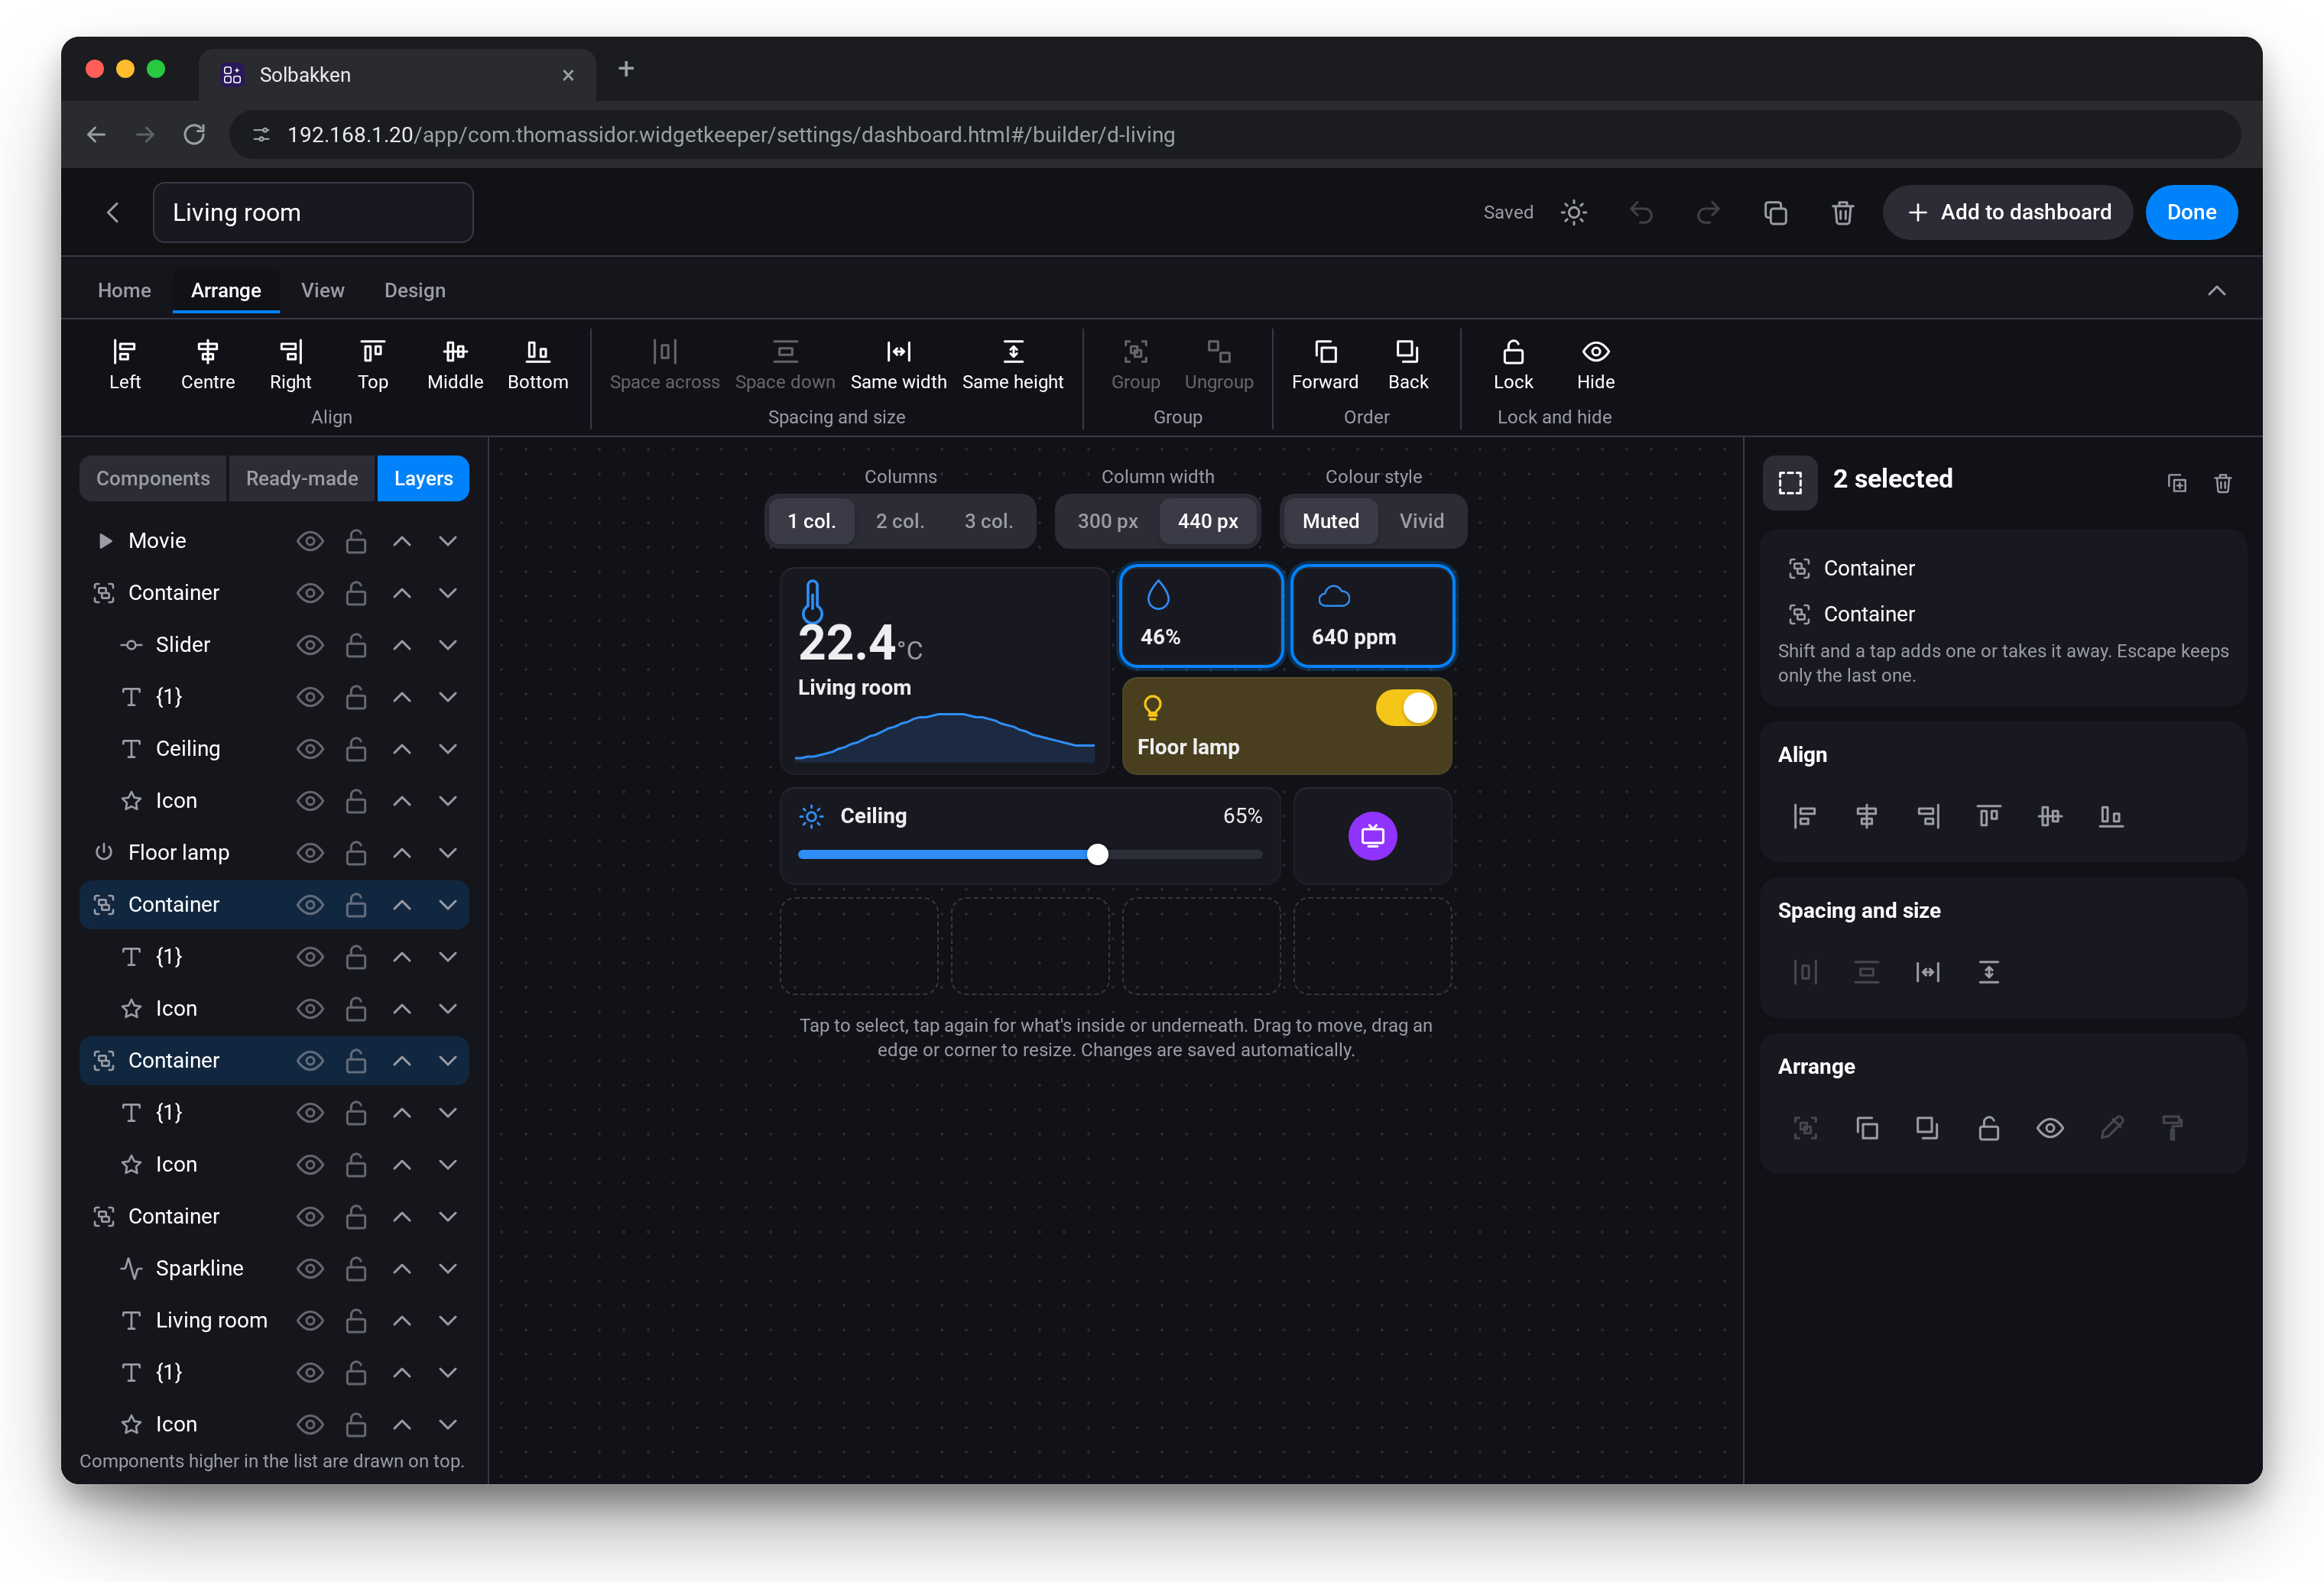 Solbakken
192.168.1.20/app/com.thomassidor.widgetkeeper/settings/dashboard.html#/builder/d-living
Living room
Saved
Add to dashboard
Done
Home
Arrange
View
Design
Left
Centre
Right
Top
Middle
Bottom
Align
Space across
Space down
Same width
Same height
Spacing and size
Group
Ungroup
Group
Forward
Back
Order
Lock
Hide
Lock and hide
Components
Ready-made
Layers
Movie
Container
Slider
{1}
Ceiling
Icon
Floor lamp
Container
{1}
Icon
Container
{1}
Icon
Container
Sparkline
Living room
{1}
Icon
Components higher in the list are drawn on top.
Columns
1 col.
2 col.
3 col.
Column width
300 px
440 px
Colour style
Muted
Vivid
22.4°C
Living room
46%
640 ppm
Floor lamp
Ceiling
65%
Tap to select, tap again for what's inside or underneath. Drag to move, drag an
edge or corner to resize. Changes are saved automatically.
2 selected
Container
Container
Shift and a tap adds one or takes it away. Escape keeps
only the last one.
Align
Spacing and size
Arrange